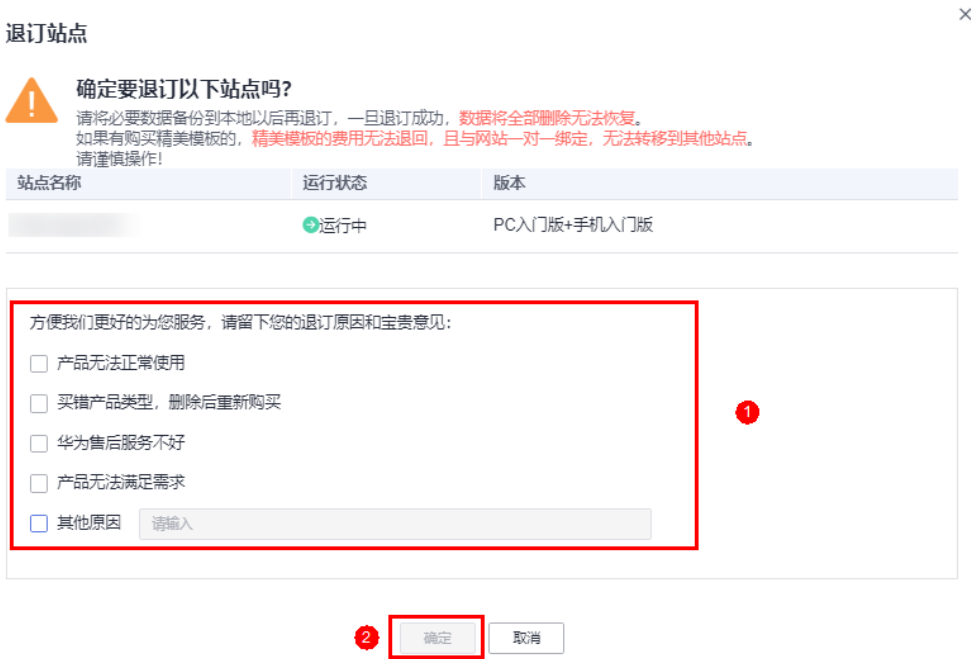 退订站点
确定要退订以下站点吗?
请将必要数据备份到本地以后再退订，一旦退订成功，数据将全部删除无法恢复。
如果有购买精美模板的，精美模板的费用无法退回，且与网站一对一绑定，无法转移到其他站点。
请谨慎操作!
站点名称 运行状态 版本
运行中 PC入门版+手机入门版
方便我们更好的为您服务，请留下您的退订原因和宝贵意见:
产品无法正常使用
买错产品类型，删除后重新购买
1
华为售后服务不好
产品无法满足需求
其他原因 请输入
2 确定 取消